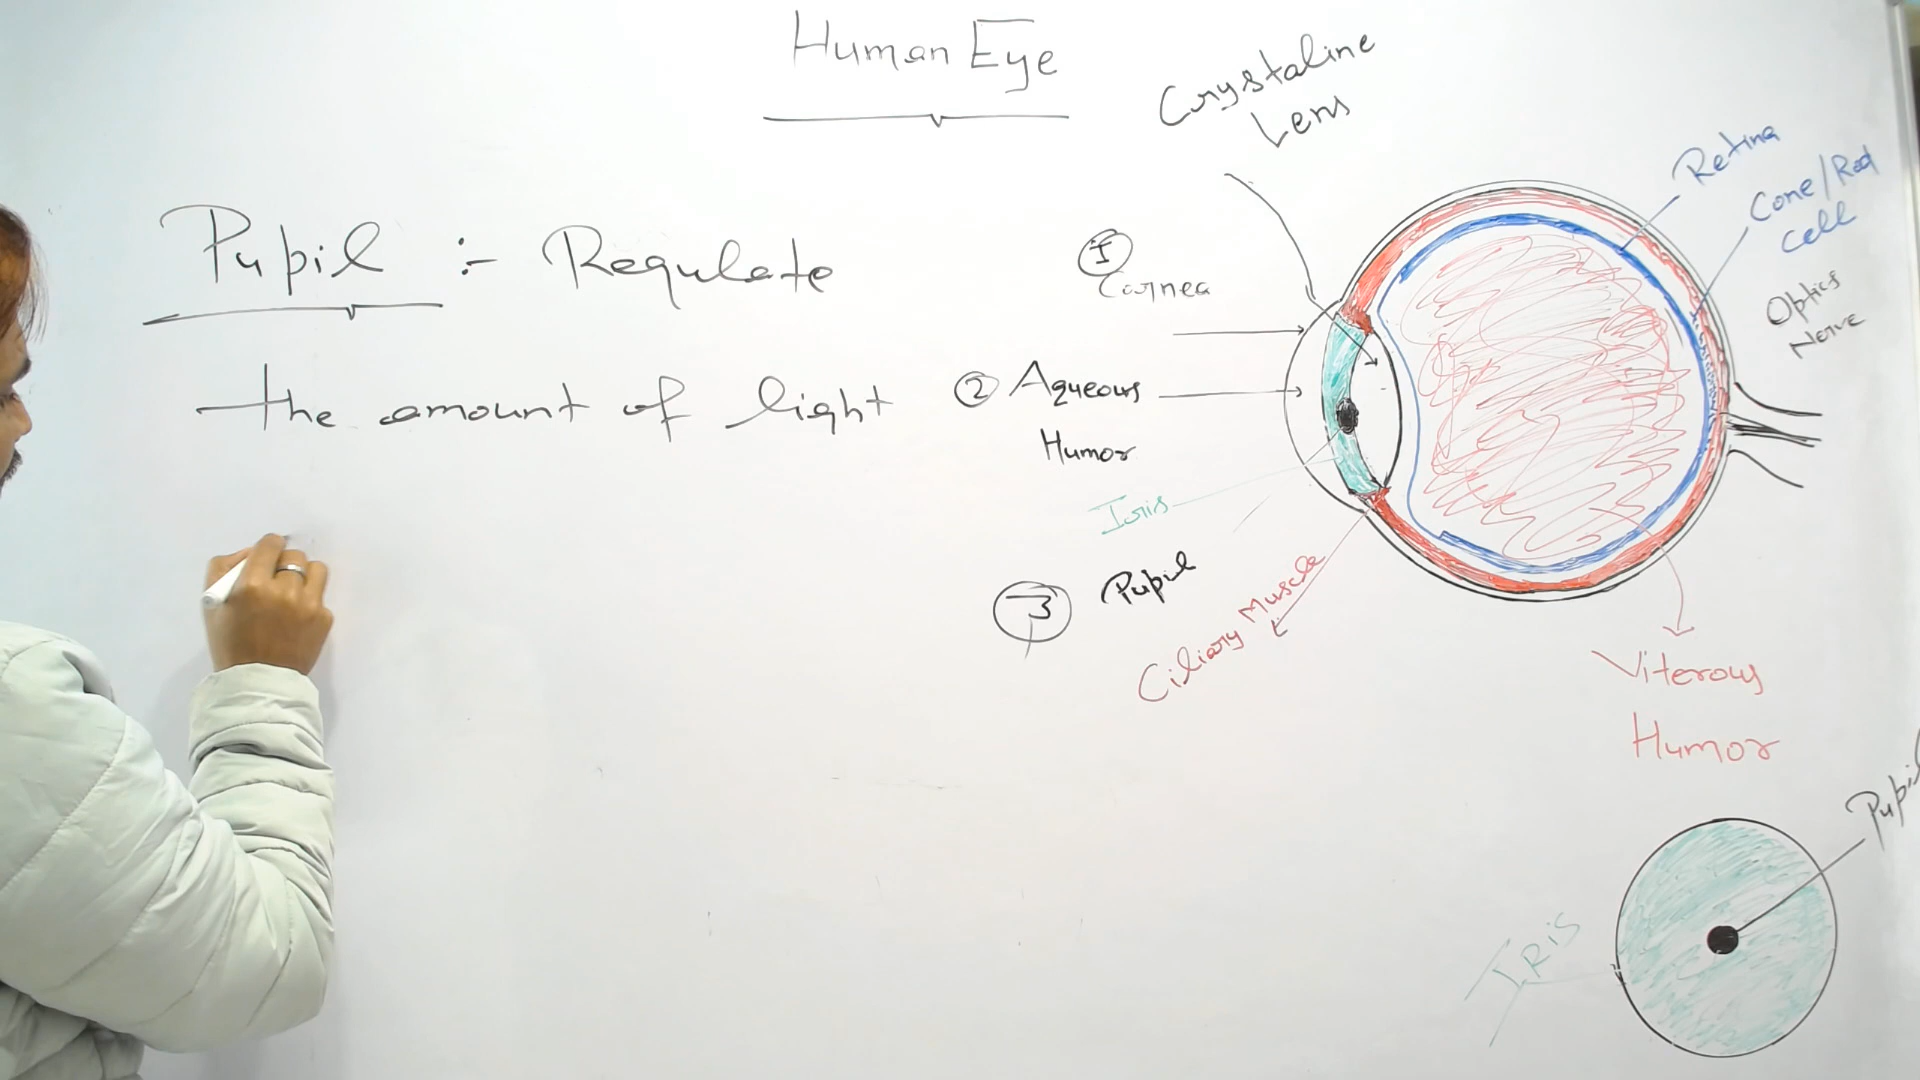 Human Eye
Crystaline
Lens
Pupil :- Regulate
the amount of light
① Cornea
② Aqueous
Humor
Iris
③ Pupil
Ciliary Muscle
Retina
Cone/Rod
Cell
Optics
Nerve
Viterous
Humor
Pupil
IRis